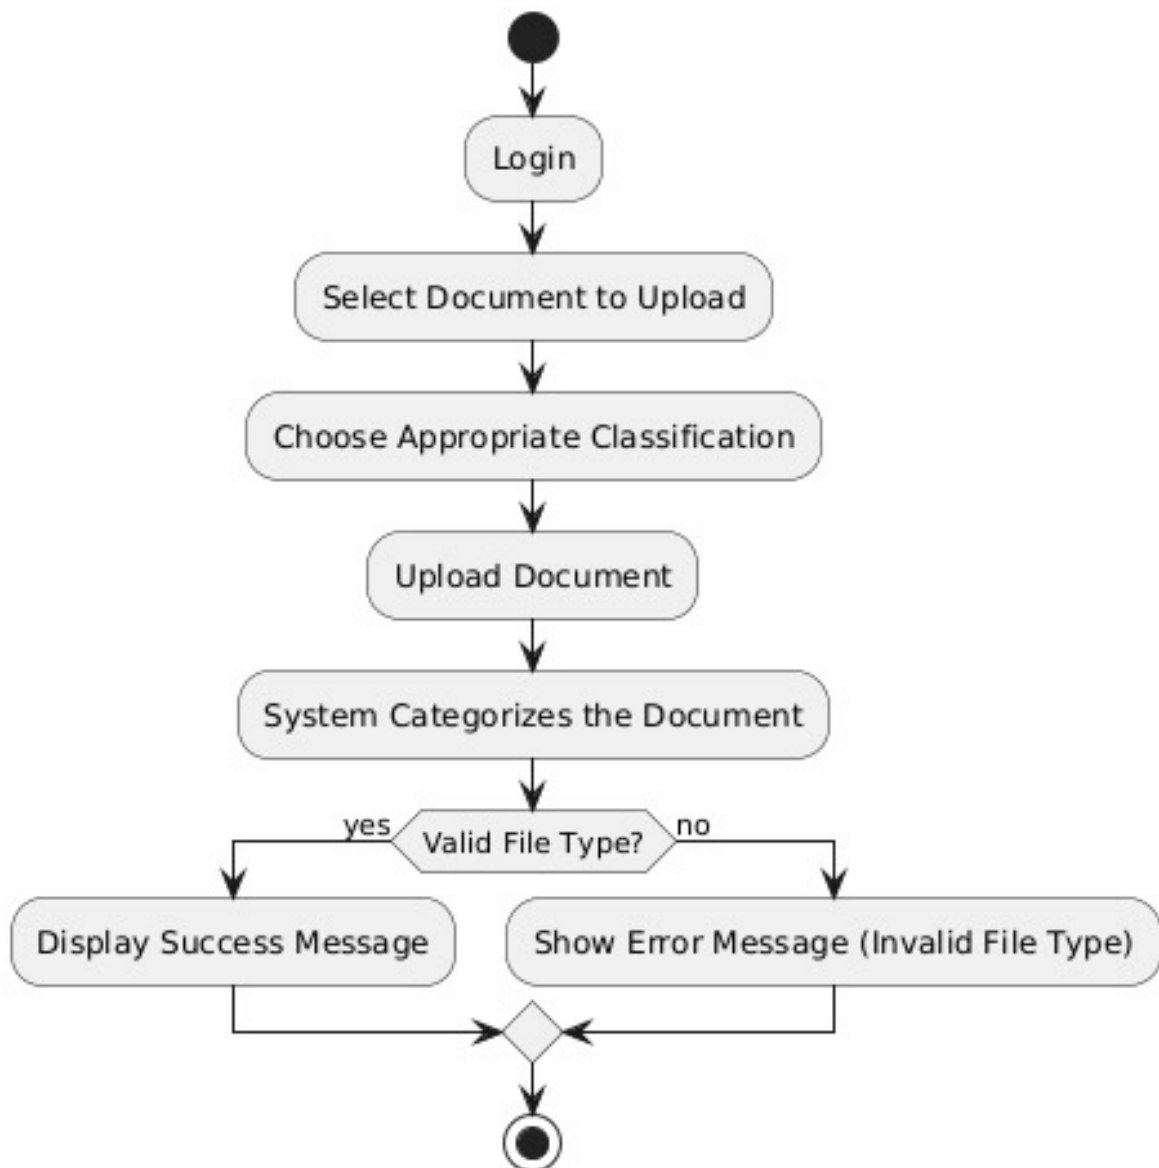 Login
Select Document to Upload
Choose Appropriate Classification
Upload Document
System Categorizes the Document
yes
Valid File Type?
no
Display Success Message
Show Error Message (Invalid File Type)